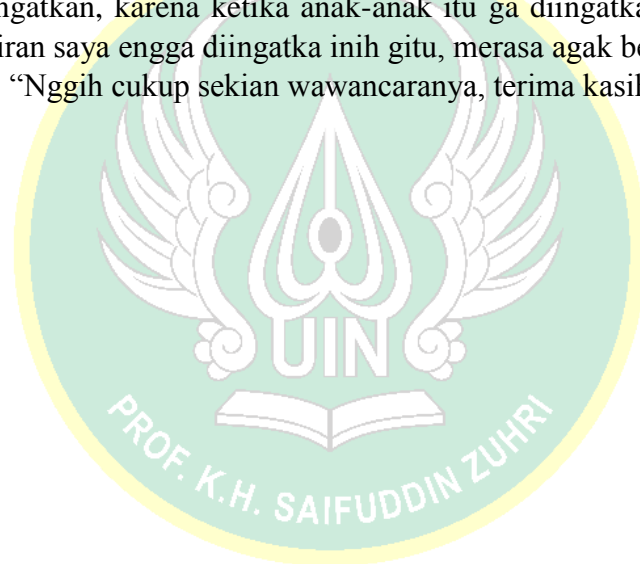 ngatkan, karena ketika anak-anak itu ga diingatka
iran saya engga diingatka inih gitu, merasa agak be
“Nggih cukup sekian wawancaranya, terima kasih
UIN
PROF. K.H. SAIFUDDIN ZUHRI